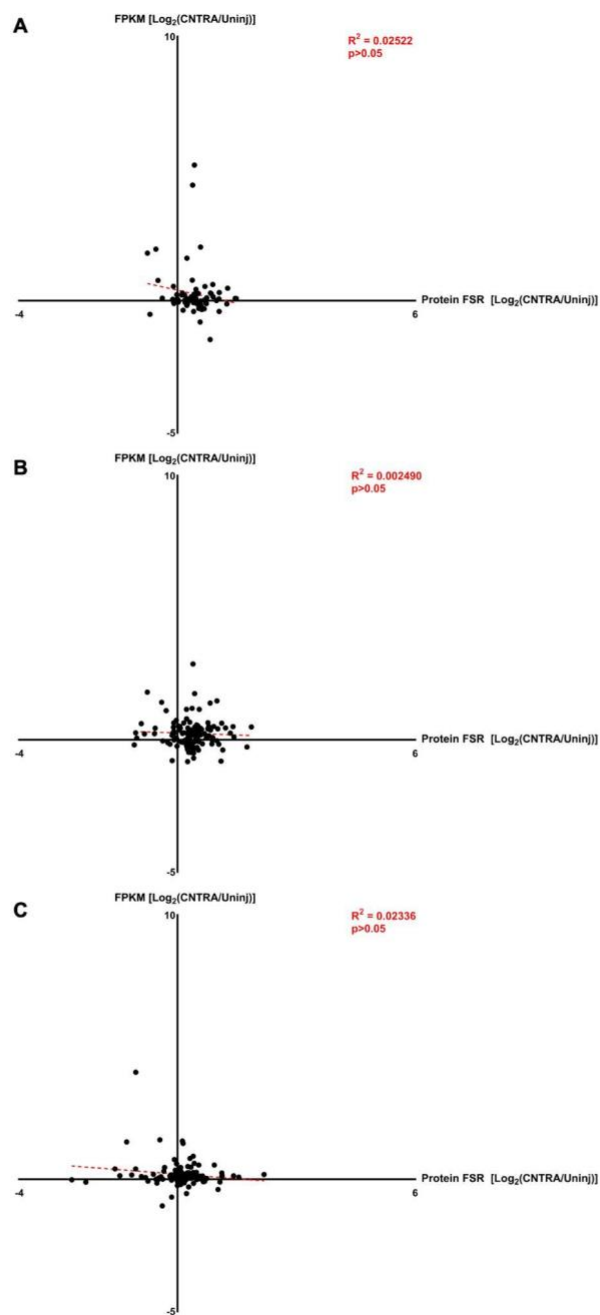 A
FPKM [Log₂(CNTRA/Uninj)]
10
R² = 0.02522
p>0.05
Protein FSR [Log₂(CNTRA/Uninj)]
-4
6
-5
B
FPKM [Log₂(CNTRA/Uninj)]
10
R² = 0.002490
p>0.05
Protein FSR [Log₂(CNTRA/Uninj)]
-4
6
-5
C
FPKM [Log₂(CNTRA/Uninj)]
10
R² = 0.02336
p>0.05
Protein FSR [Log₂(CNTRA/Uninj)]
-4
6
-5